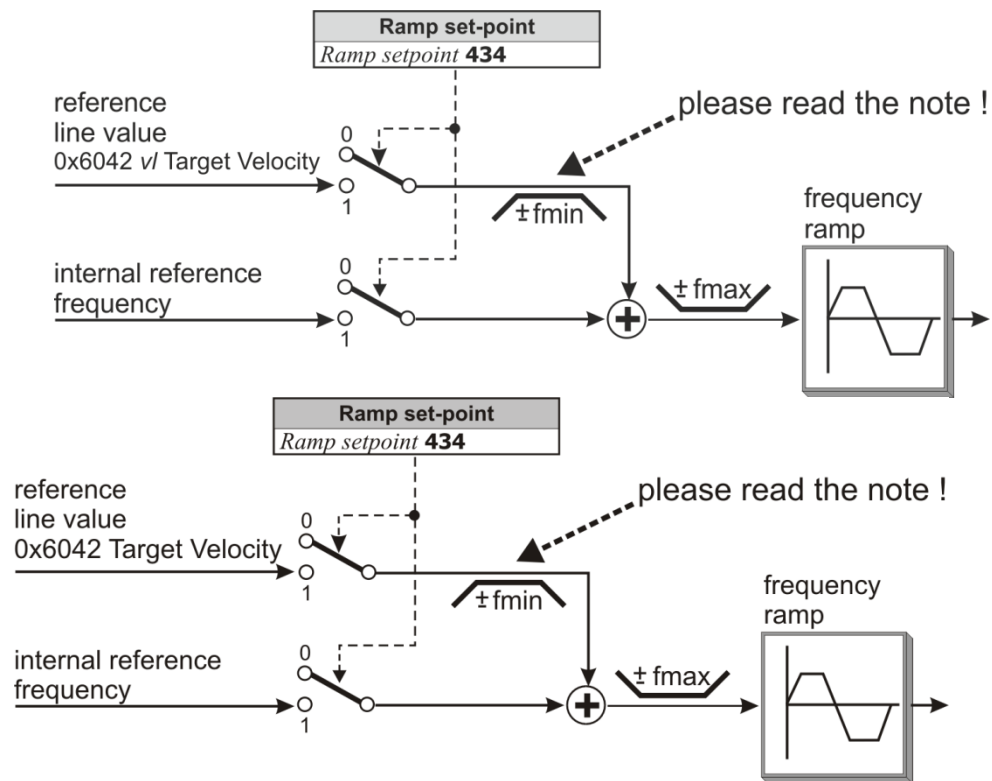 Ramp set-point
Ramp setpoint 434
please read the note !
reference
line value
0x6042 vl Target Velocity
0
1
± fmin
frequency
ramp
internal reference
frequency
0
1
+
± fmax
Ramp set-point
Ramp setpoint 434
please read the note !
reference
line value
0x6042 Target Velocity
0
1
± fmin
frequency
ramp
internal reference
frequency
0
1
+
± fmax